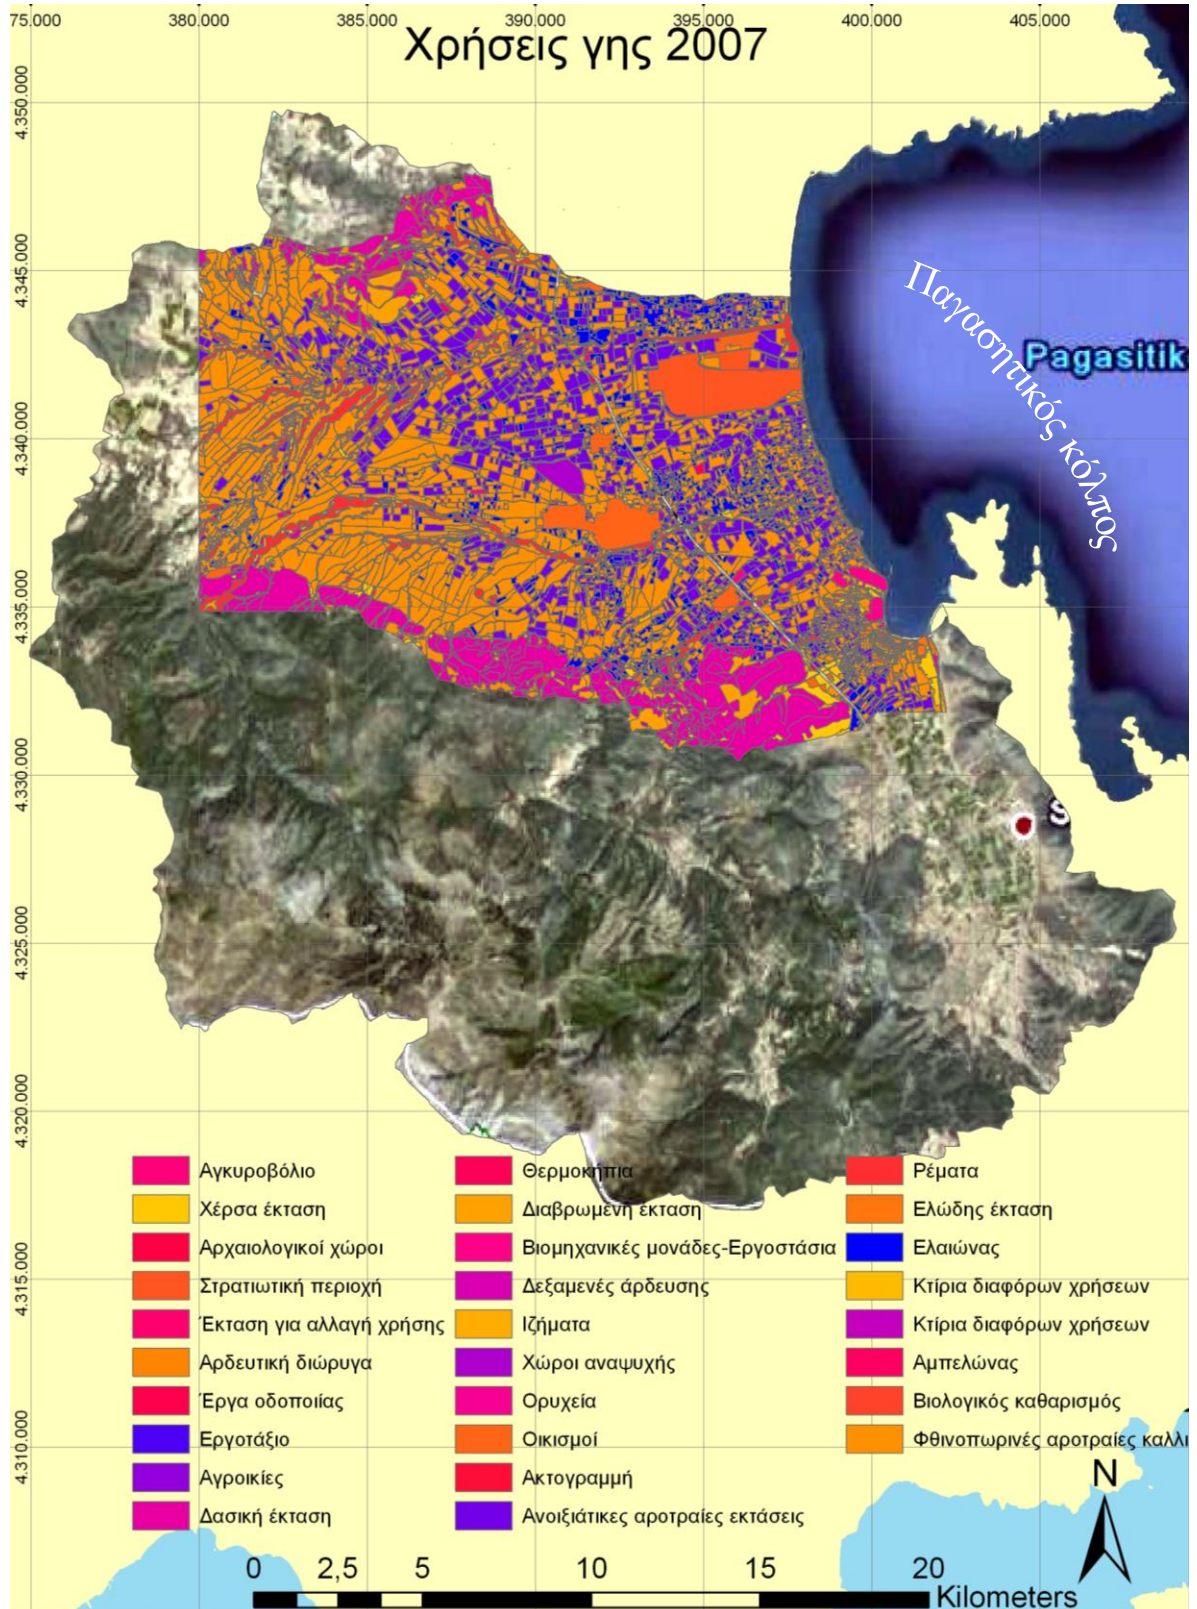 75.000 380.000 385.000 390.000 395.000 400.000 405.000
Χρήσεις γης 2007
4.350.000
4.345.000
4.340.000
4.335.000
4.330.000
4.325.000
4.320.000
4.315.000
4.310.000
Παγασητικός κόλπος
Pagasitik
S
Αγκυροβόλιο
Χέρσα έκταση
Αρχαιολογικοί χώροι
Στρατιωτική περιοχή
Έκταση για αλλαγή χρήσης
Αρδευτική διώρυγα
Έργα οδοποιίας
Εργοτάξιο
Αγροικίες
Δασική έκταση
Θερμοκήπια
Διαβρωμένη έκταση
Βιομηχανικές μονάδες-Εργοστάσια
Δεξαμενές άρδευσης
Ιζήματα
Χώροι αναψυχής
Ορυχεία
Οικισμοί
Ακτογραμμή
Ανοιξιάτικες αροτραίες εκτάσεις
Ρέματα
Ελώδης έκταση
Ελαιώνας
Κτίρια διαφόρων χρήσεων
Κτίρια διαφόρων χρήσεων
Αμπελώνας
Βιολογικός καθαρισμός
Φθινοπωρινές αροτραίες καλλι
N
0 2,5 5 10 15 20
Kilometers